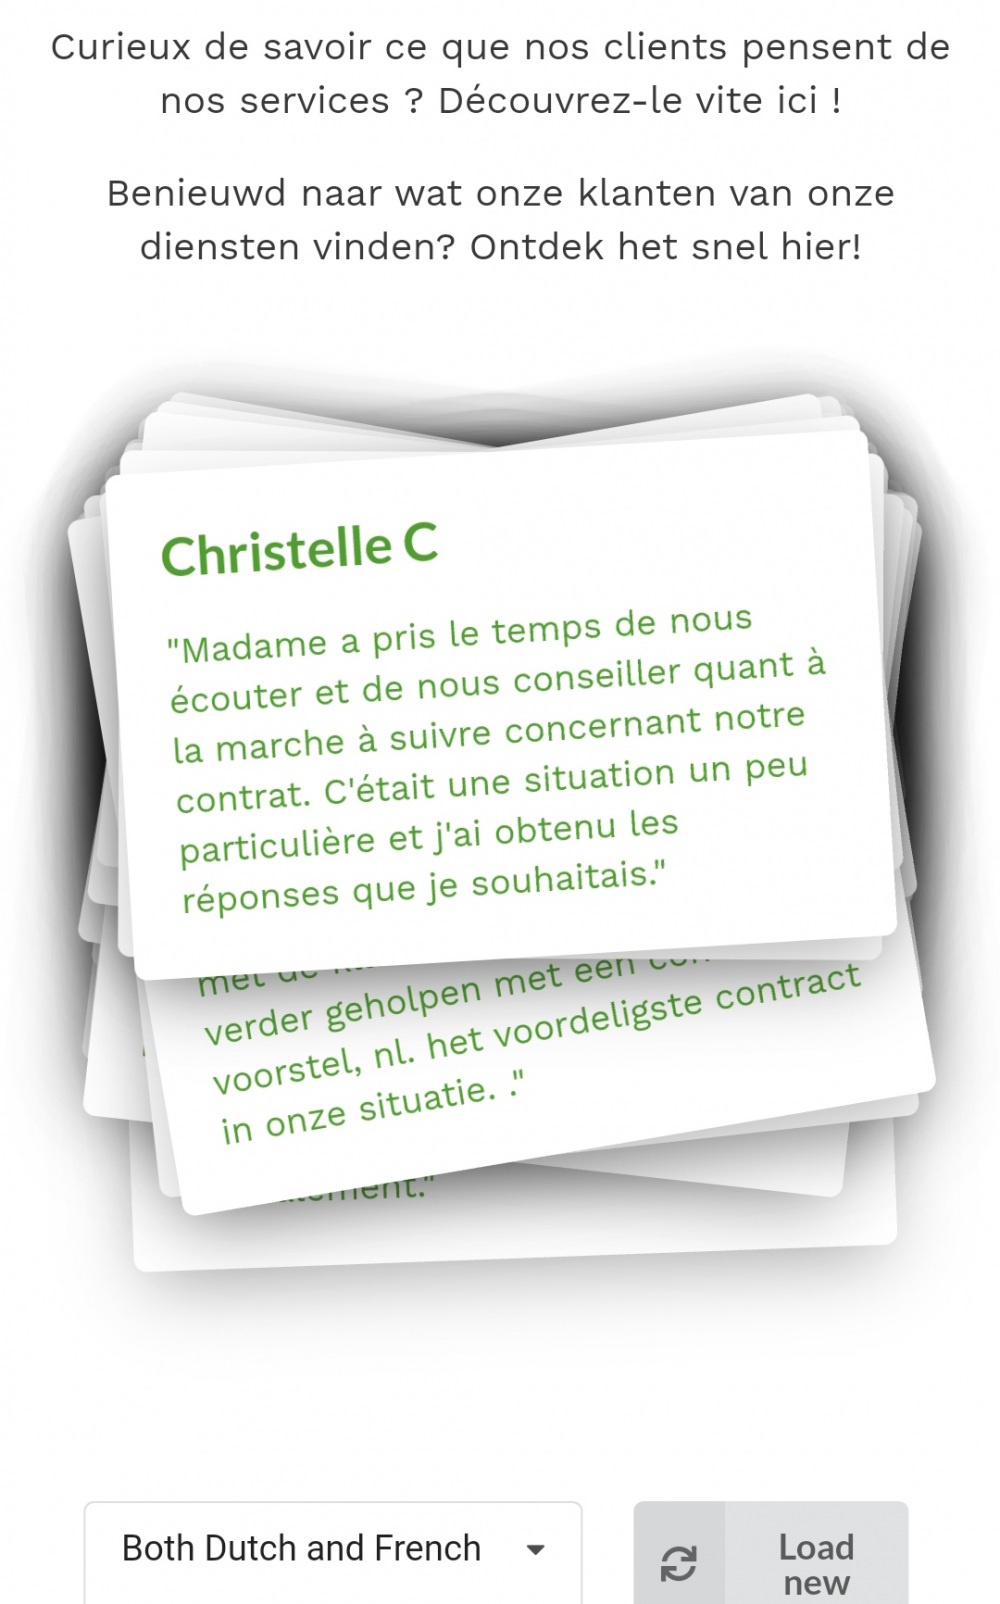 Curieux de savoir ce que nos clients pensent de
nos services ? Découvrez-le vite ici !
Benieuwd naar wat onze klanten van onze
diensten vinden? Ontdek het snel hier!
Christelle C
"Madame a pris le temps de nous
écouter et de nous conseiller quant à
la marche à suivre concernant notre
contrat. C'était une situation un peu
particulière et j'ai obtenu les
réponses que je souhaitais."
met de
verder geholpen met een
voorstel, nl. het voordeligste contract
in onze situatie. ."
Both Dutch and French
Load
new